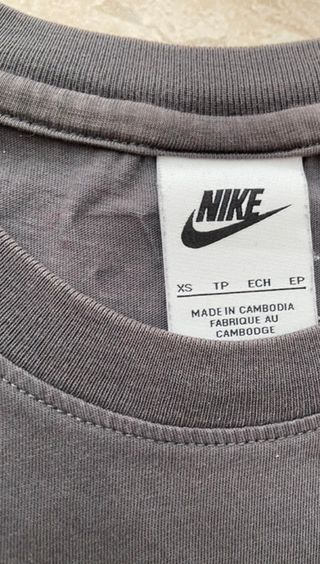 NIKE
XS TP ECH EP
MADE IN CAMBODIA
FABRIQUE AU
CAMBODGE